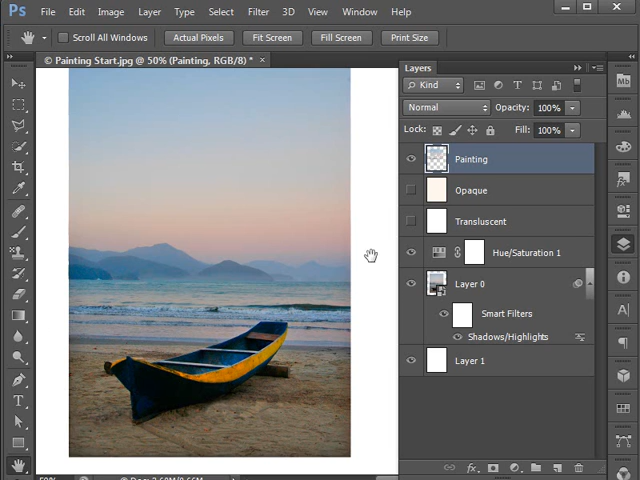 Ps File Edit Image Layer Type Select Filter 3D View Window Help
Scroll All Windows Actual Pixels Fit Screen Fill Screen Print Size
© Painting Start.jpg @ 50% (Painting, RGB/8) * ×
Layers
Kind
Normal Opacity: 100%
Lock: Fill: 100%
Painting
Opaque
Transluscent
Hue/Saturation 1
Layer 0
Smart Filters
Shadows/Highlights
Layer 1
Mb
A
T
fx